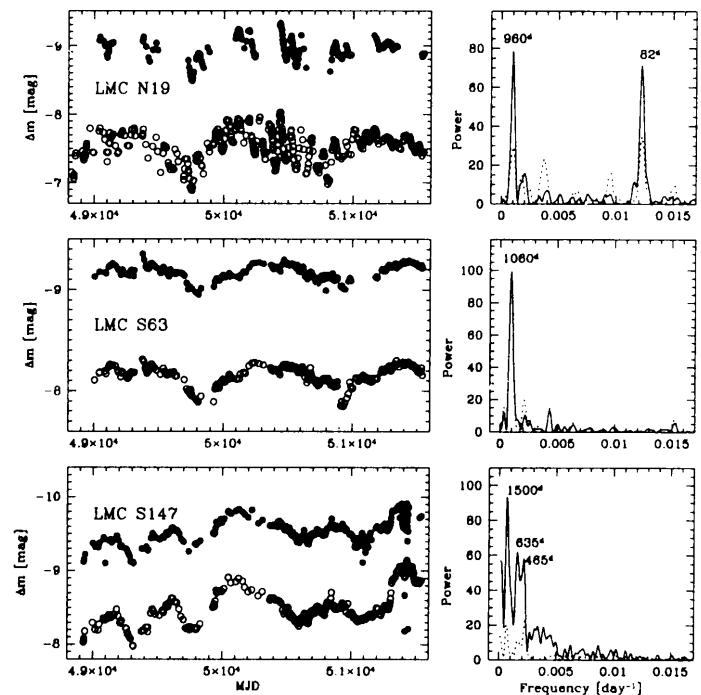 Δm [mag]
-9
-8
-7
LMC N19
4.9×10⁴
5×10⁴
5.1×10⁴
Power
80
60
40
20
0
960ᵈ
82ᵈ
0
0.005
0.01
0.015
Δm [mag]
-9
-8
LMC S63
4.9×10⁴
5×10⁴
5.1×10⁴
Power
100
80
60
40
20
0
1060ᵈ
0
0.005
0.01
0.015
Δm [mag]
-10
-9
-8
LMC S147
4.9×10⁴
5×10⁴
5.1×10⁴
MJD
Power
100
80
60
40
20
0
1500ᵈ
635ᵈ
465ᵈ
0
0.005
0.01
0.015
Frequency [day⁻¹]